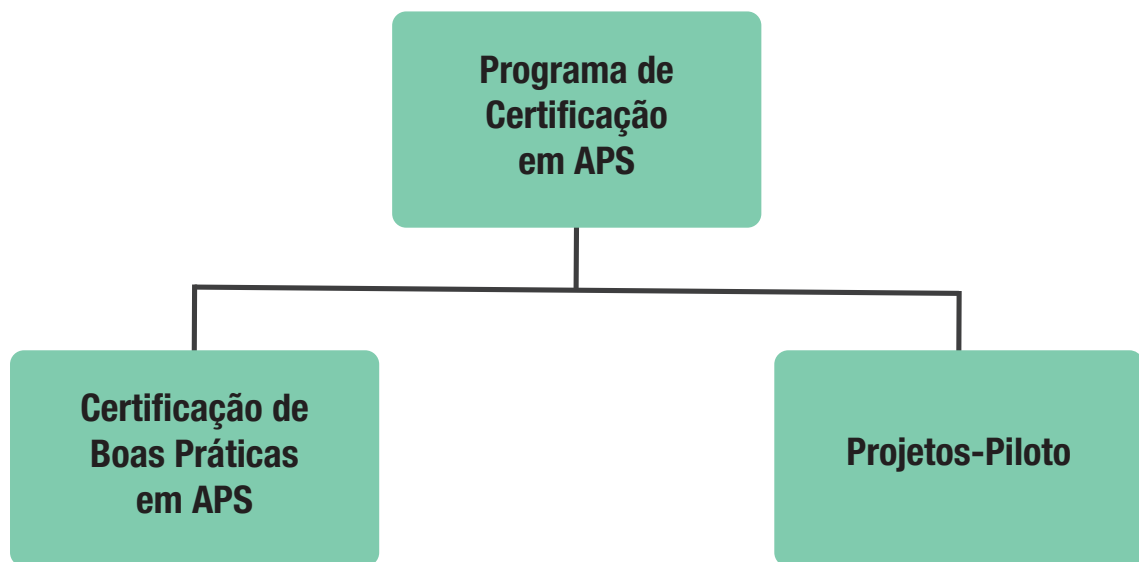 Programa de
Certificação
em APS
Certificação de
Boas Práticas
em APS
Projetos-Piloto